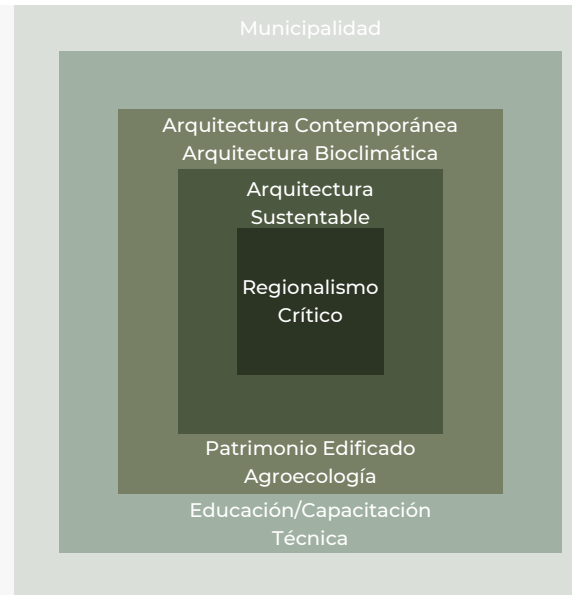 Municipalidad
Arquitectura Contemporánea
Arquitectura Bioclimática
Arquitectura
Sustentable
Regionalismo
Crítico
Patrimonio Edificado
Agroecología
Educación/Capacitación
Técnica